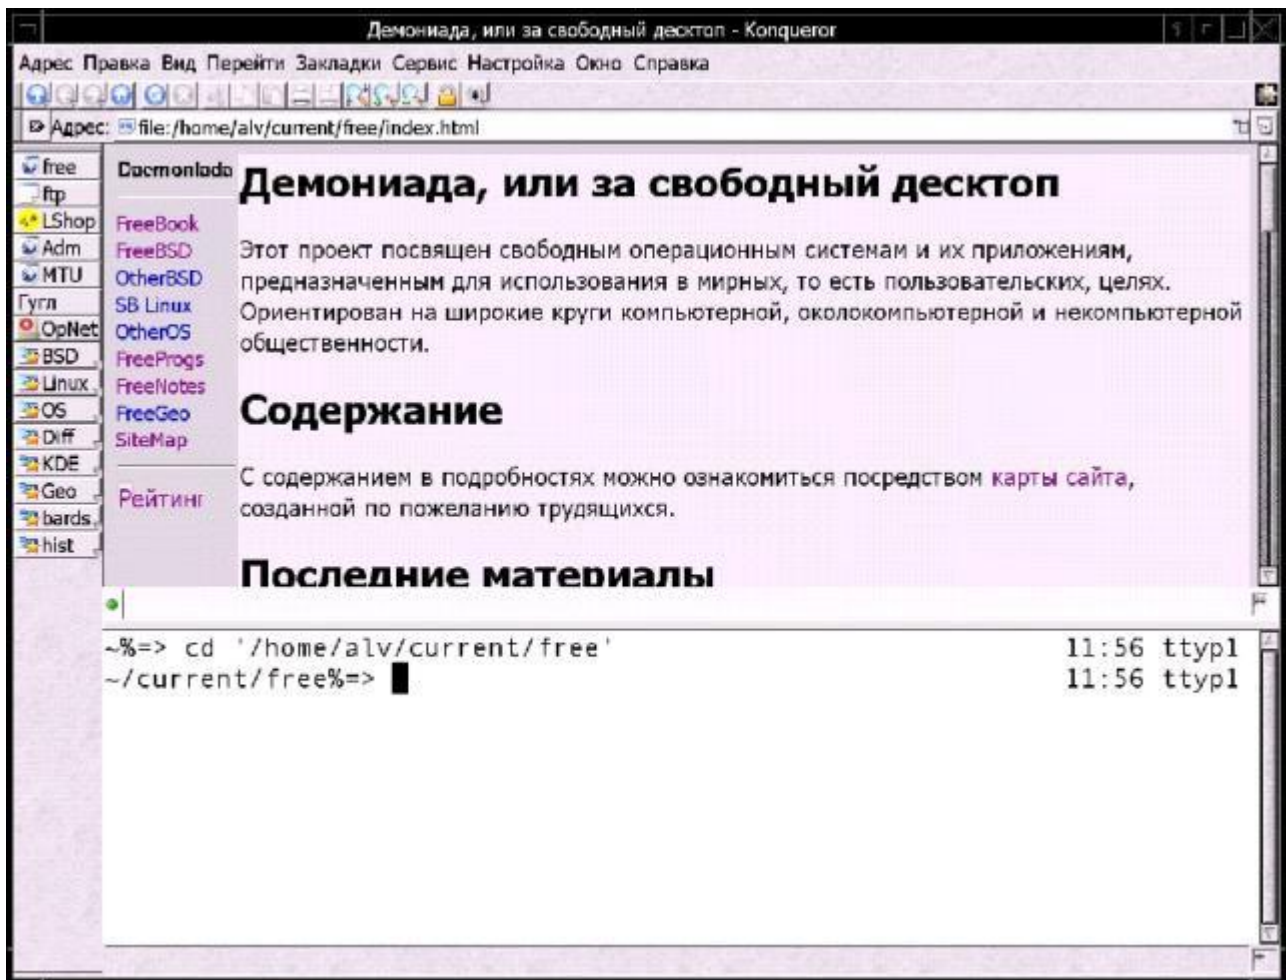 Демониада, или за свободный десктоп - Konqueror
Адрес Правка Вид Перейти Закладки Сервис Настройка Окно Справка
Адрес: file:/home/alv/current/free/index.html
free
ftp
LShop
Adm
MTU
Гугл
OpNet
BSD
Linux
OS
Diff
KDE
Geo
bards
hist
Daemoniada
FreeBook
FreeBSD
OtherBSD
SB Linux
OtherOS
FreeProgs
FreeNotes
FreeGeo
SiteMap
Рейтинг
Демониада, или за свободный десктоп
Этот проект посвящен свободным операционным системам и их приложениям,
предназначенным для использования в мирных, то есть пользовательских, целях.
Ориентирован на широкие круги компьютерной, околокомпьютерной и некомпьютерной
общественности.
Содержание
С содержанием в подробностях можно ознакомиться посредством карты сайта,
созданной по пожеланию трудящихся.
Последние материалы
~%=> cd '/home/alv/current/free' 11:56 ttyp1
~/current/free%=> 11:56 ttyp1